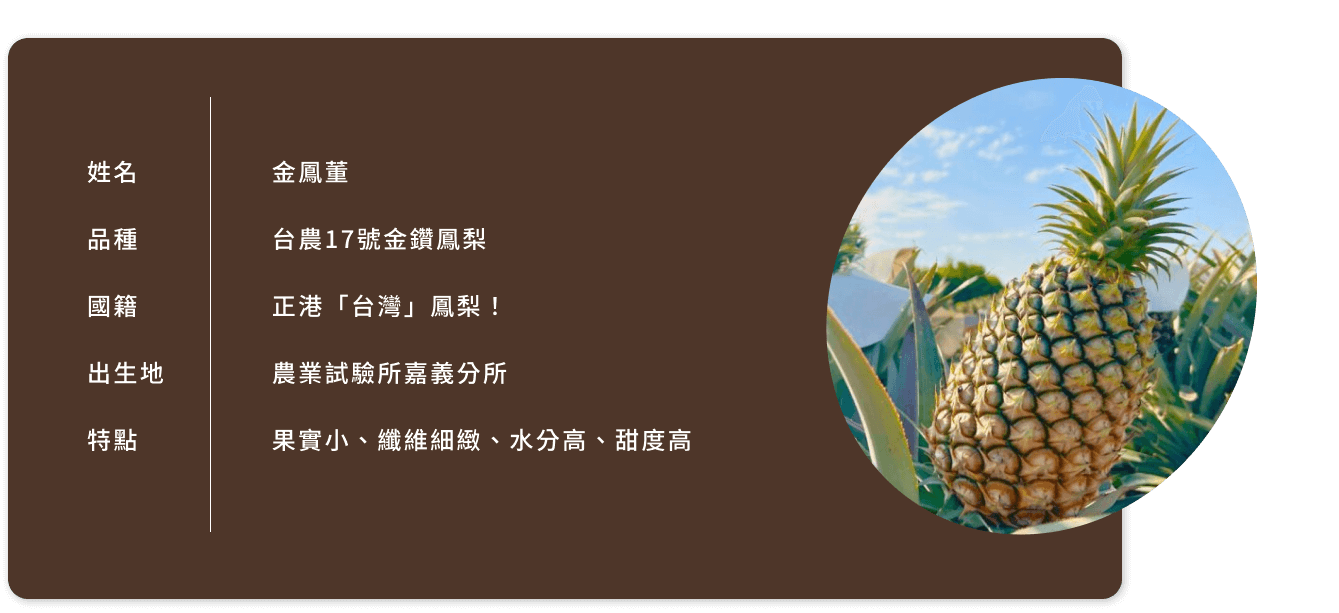 姓名 金鳳董
品種 台農17號金鑽鳳梨
國籍 正港「台灣」鳳梨！
出生地 農業試驗所嘉義分所
特點 果實小、纖維細緻、水分高、甜度高